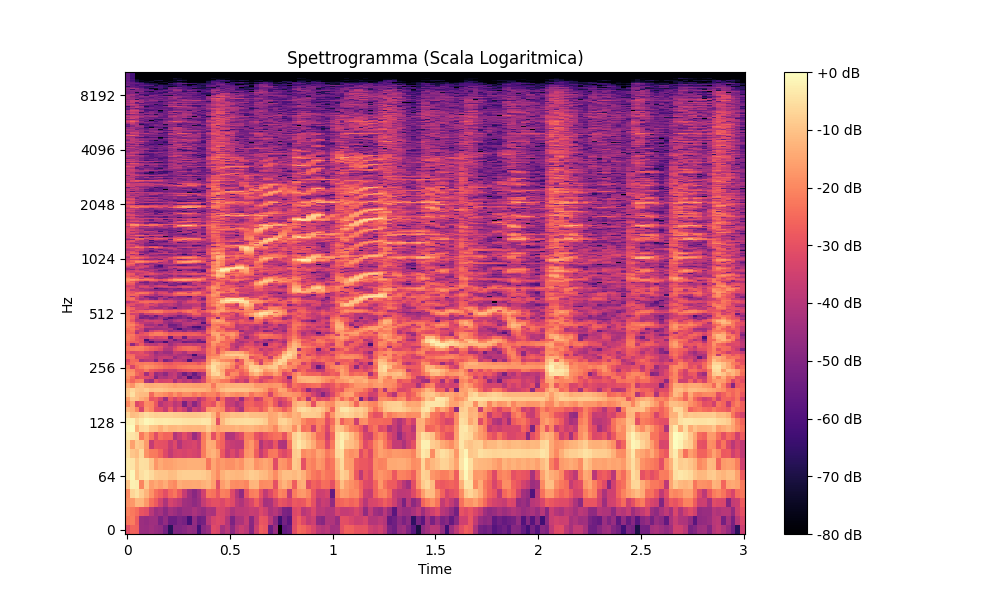 Spettrogramma (Scala Logaritmica)
Hz
8192
4096
2048
1024
512
256
128
64
0
0 0.5 1 1.5 2 2.5 3
Time
+0 dB
-10 dB
-20 dB
-30 dB
-40 dB
-50 dB
-60 dB
-70 dB
-80 dB